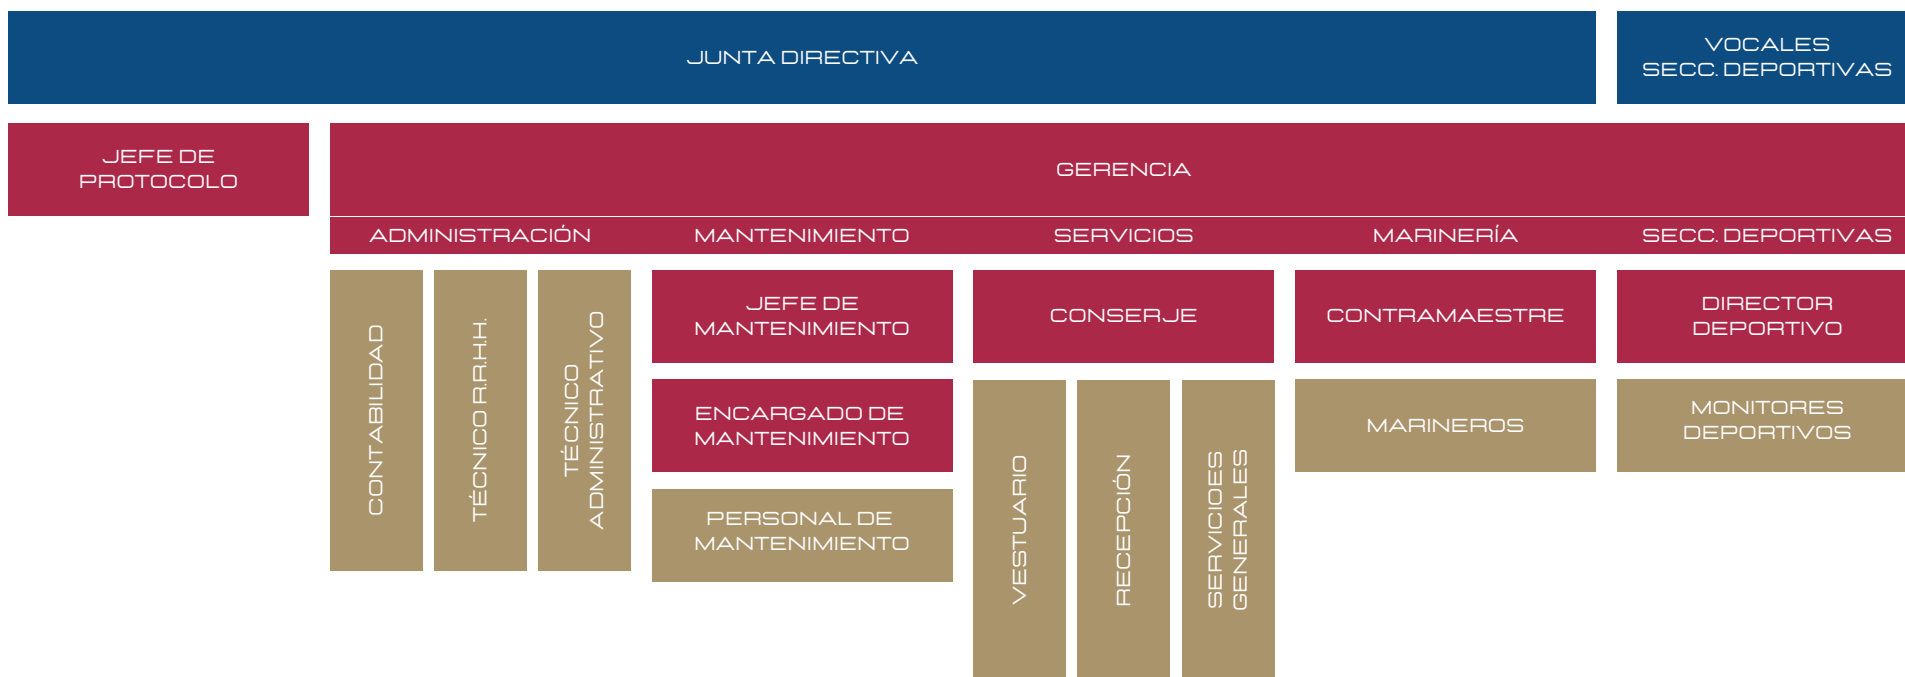 JUNTA DIRECTIVA
VOCALES
SECC. DEPORTIVAS
JEFE DE
PROTOCOLO
GERENCIA
ADMINISTRACIÓN
MANTENIMIENTO
SERVICIOS
MARINERÍA
SECC. DEPORTIVAS
CONTABILIDAD
TÉCNICO R.R.H.H.
TÉCNICO
ADMINISTRATIVO
JEFE DE
MANTENIMIENTO
ENCARGADO DE
MANTENIMIENTO
PERSONAL DE
MANTENIMIENTO
CONSERJE
VESTUARIO
RECEPCIÓN
SERVICIOES
GENERALES
CONTRAMAESTRE
MARINEROS
DIRECTOR
DEPORTIVO
MONITORES
DEPORTIVOS